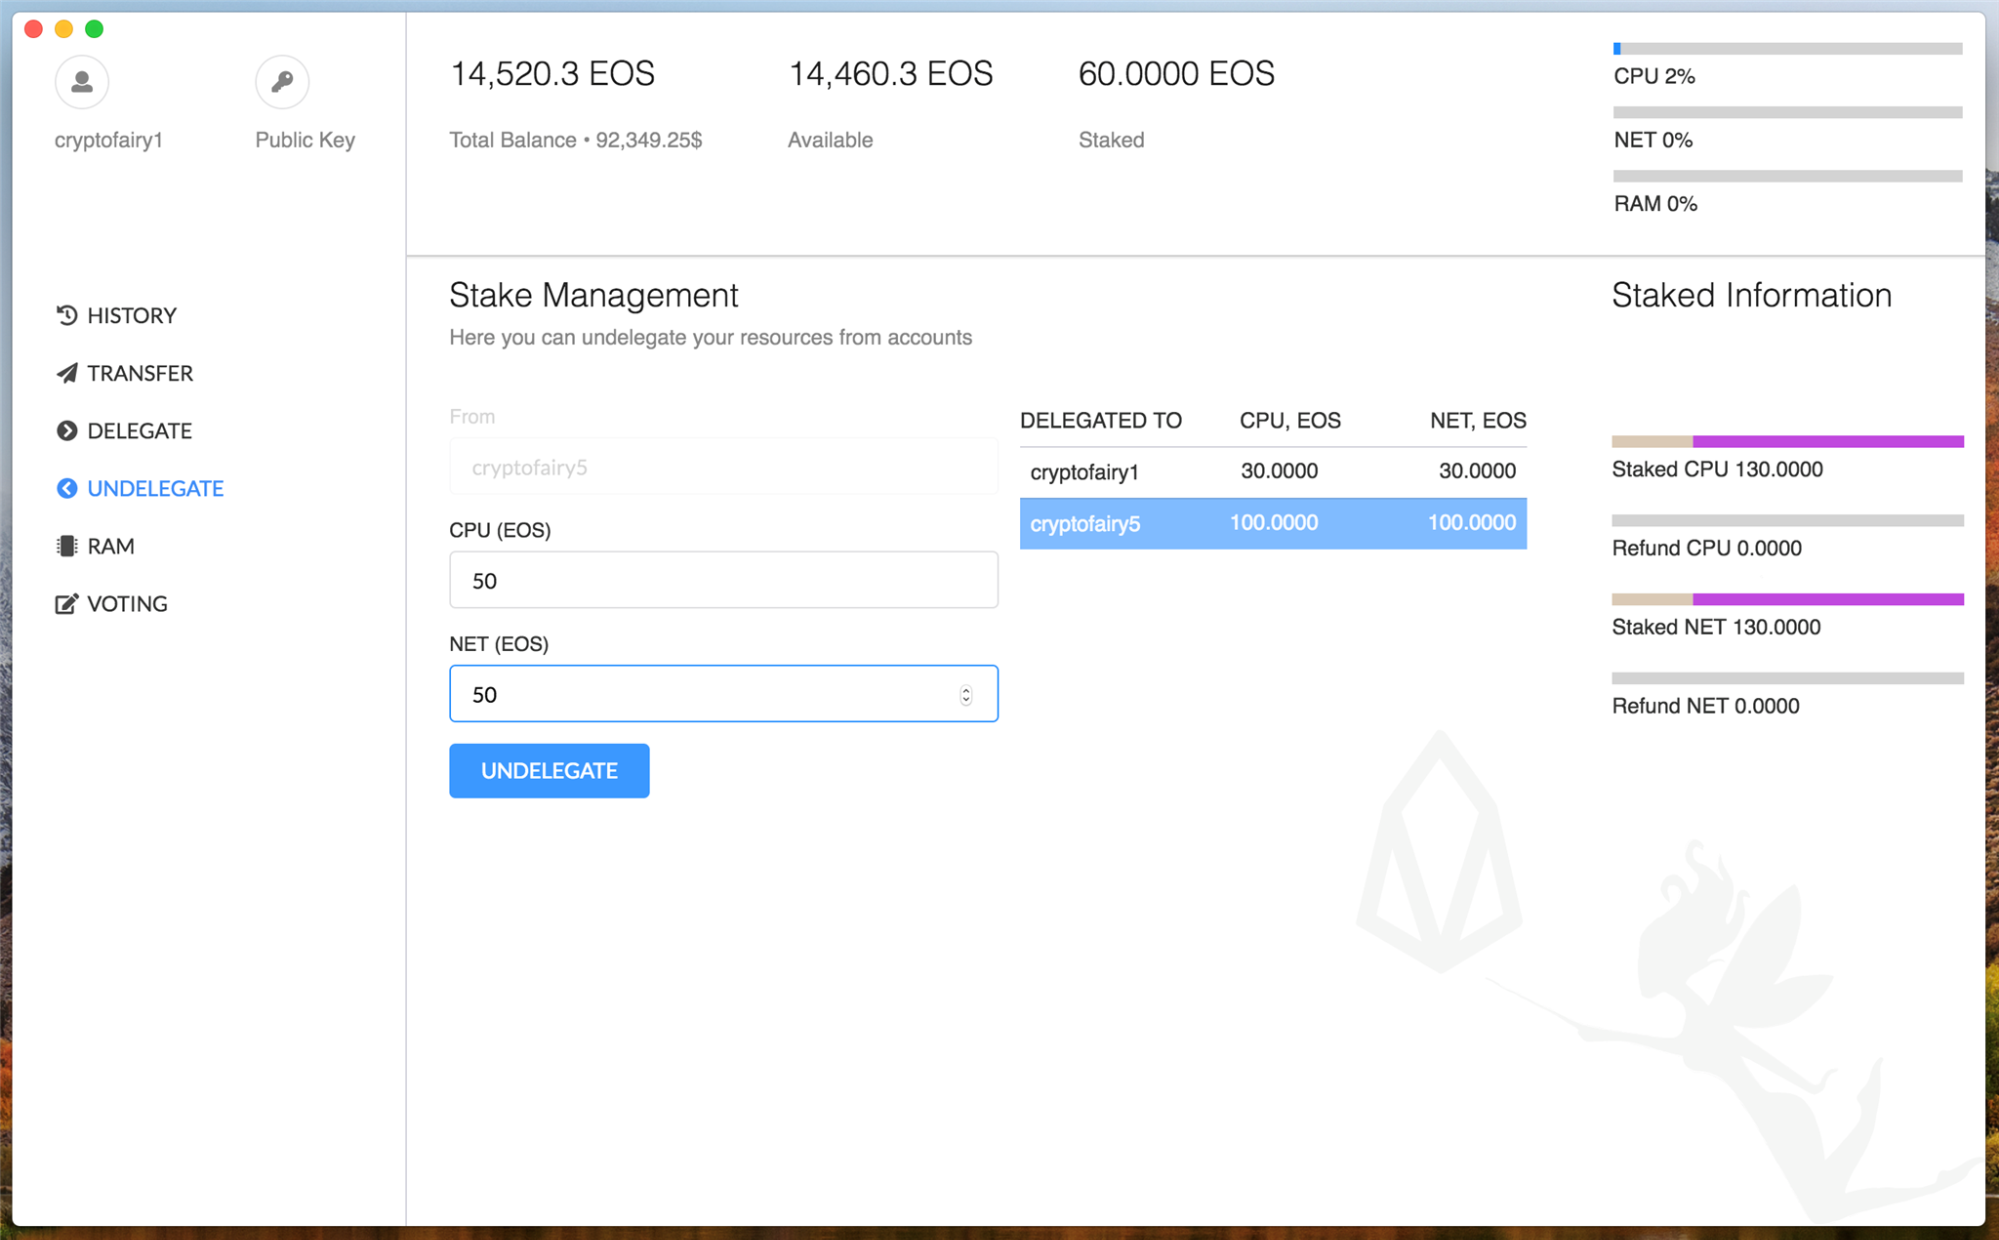 cryptofairy1
Public Key
14,520.3 EOS
Total Balance • 92,349.25$
14,460.3 EOS
Available
60.0000 EOS
Staked
CPU 2%
NET 0%
RAM 0%
HISTORY
TRANSFER
DELEGATE
UNDELEGATE
RAM
VOTING
Stake Management
Here you can undelegate your resources from accounts
From
cryptofairy5
CPU (EOS)
50
NET (EOS)
50
UNDELEGATE
DELEGATED TO CPU, EOS NET, EOS
cryptofairy1 30.0000 30.0000
cryptofairy5 100.0000 100.0000
Staked Information
Staked CPU 130.0000
Refund CPU 0.0000
Staked NET 130.0000
Refund NET 0.0000